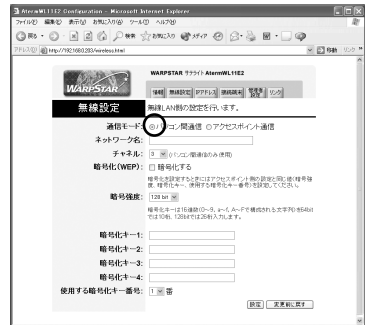 AtermWL11E2 Configuration - Microsoft Internet Explorer
ファイル(F) 編集(E) 表示(V) お気に入り(A) ツール(T) ヘルプ(H)
戻る 検索 お気に入り メディア
アドレス(D) http://192.168.0.203/wireless.html 移動 リンク
WARPSTAR
WARPSTAR サテライト AtermWL11E2
情報 無線設定 IPアドレス 接続端末 管理者設定 リンク
無線設定
無線LAN側の設定を行います。
通信モード: パソコン間通信 アクセスポイント通信
ネットワーク名:
チャネル: 3 (パソコン間通信のみ使用)
暗号化(WEP): 暗号化する
暗号化を設定するときにはアクセスポイント側の設定と同じ値(暗号強
度、暗号化キー、使用する暗号化キー番号)を設定してください。
暗号強度: 128 bit
暗号化キーは16進数(0~9、a~f、A~Fで構成される文字列)を64bit
では10桁、128bitでは26桁入力します。
暗号化キー1:
暗号化キー2:
暗号化キー3:
暗号化キー4:
使用する暗号化キー番号: 1 番
設定 変更前に戻す